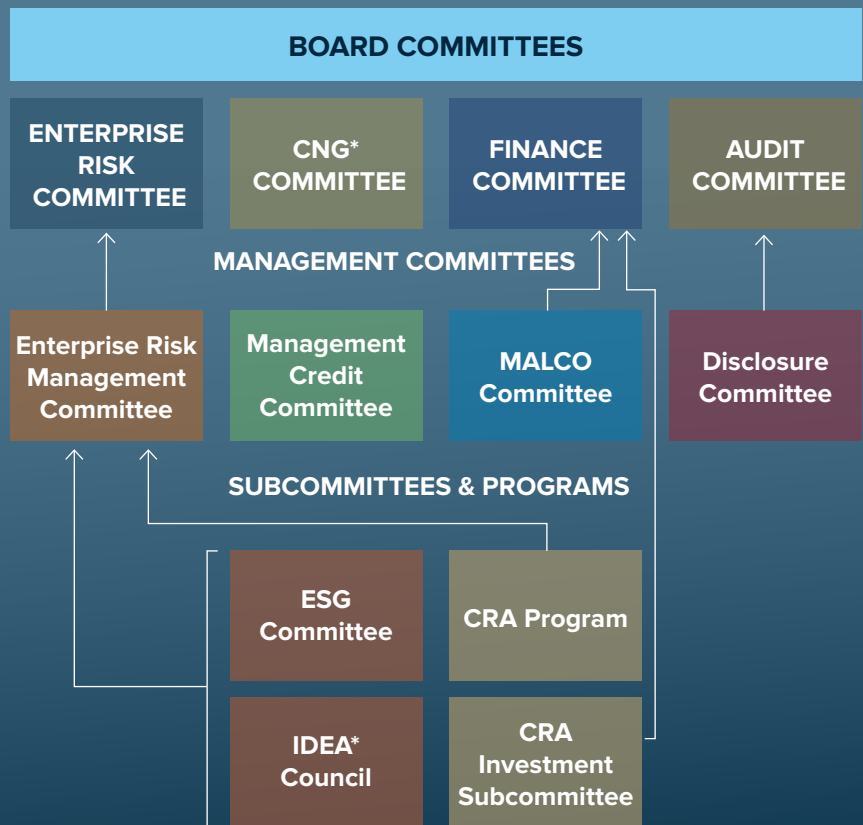 BOARD COMMITTEES
ENTERPRISE
RISK
COMMITTEE
CNG*
COMMITTEE
FINANCE
COMMITTEE
AUDIT
COMMITTEE
MANAGEMENT COMMITTEES
Enterprise Risk
Management
Committee
Management
Credit
Committee
MALCO
Committee
Disclosure
Committee
SUBCOMMITTEES & PROGRAMS
ESG
Committee
CRA Program
IDEA*
Council
CRA
Investment
Subcommittee